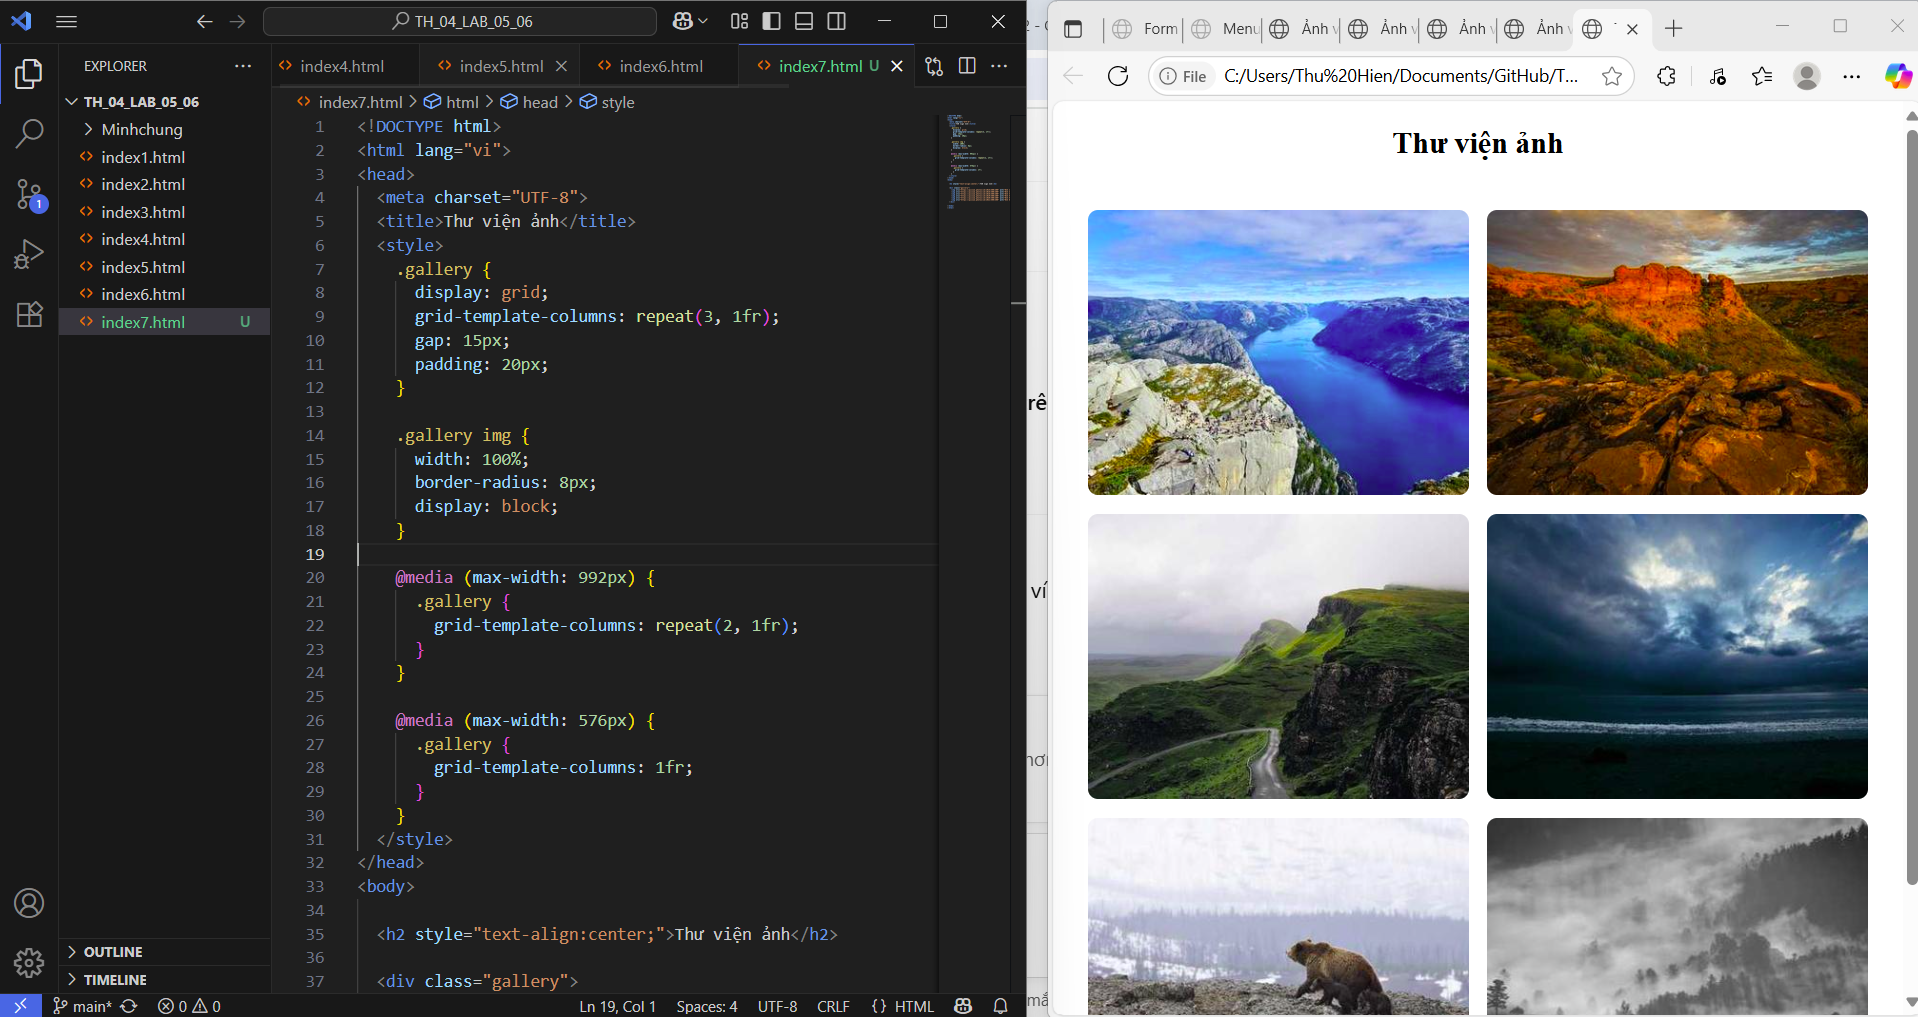 TH_04_LAB_05_06
EXPLORER
TH_04_LAB_05_06
Minhchung
index1.html
index2.html
index3.html
index4.html
index5.html
index6.html
index7.html U
OUTLINE
TIMELINE
1
index4.html
index5.html
index6.html
index7.html U
index7.html > html > head > style
1 <!DOCTYPE html>
2 <html lang="vi">
3 <head>
4 <meta charset="UTF-8">
5 <title>Thư viện ảnh</title>
6 <style>
7 .gallery {
8 display: grid;
9 grid-template-columns: repeat(3, 1fr);
10 gap: 15px;
11 padding: 20px;
12 }
13
14 .gallery img {
15 width: 100%;
16 border-radius: 8px;
17 display: block;
18 }
19
20 @media (max-width: 992px) {
21 .gallery {
22 grid-template-columns: repeat(2, 1fr);
23 }
24 }
25
26 @media (max-width: 576px) {
27 .gallery {
28 grid-template-columns: 1fr;
29 }
30 }
31 </style>
32 </head>
33 <body>
34
35 <h2 style="text-align:center;">Thư viện ảnh</h2>
36
37 <div class="gallery">
main* 0 0 Ln 19, Col 1 Spaces: 4 UTF-8 CRLF {} HTML
Form Menu Ảnh v Ảnh v Ảnh v Ảnh v
File C:/Users/Thu%20Hien/Documents/GitHub/T...
Thư viện ảnh
rê
ví